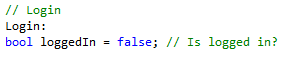 // Login
Login:
bool loggedIn = false; // Is logged in?